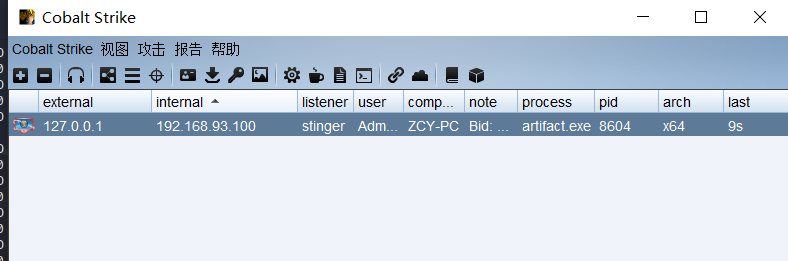 Cobalt Strike
Cobalt Strike 视图 攻击 报告 帮助
external internal listener user comp... note process pid arch last
127.0.0.1 192.168.93.100 stinger Adm... ZCY-PC Bid: ... artifact.exe 8604 x64 9s